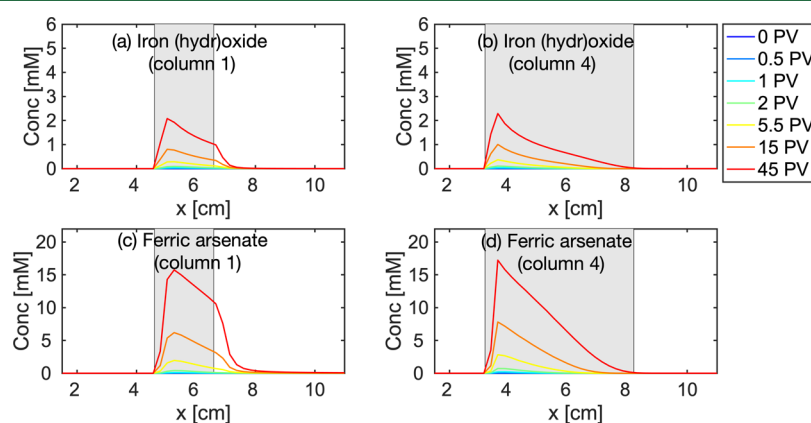 (a) Iron (hydr)oxide
(column 1)
Conc [mM]
6
5
4
3
2
1
0
2 4 6 8 10
x [cm]
(b) Iron (hydr)oxide
(column 4)
Conc [mM]
6
5
4
3
2
1
0
2 4 6 8 10
x [cm]
0 PV
0.5 PV
1 PV
2 PV
5.5 PV
15 PV
45 PV
(c) Ferric arsenate
(column 1)
Conc [mM]
20
15
10
5
0
2 4 6 8 10
x [cm]
(d) Ferric arsenate
(column 4)
Conc [mM]
20
15
10
5
0
2 4 6 8 10
x [cm]